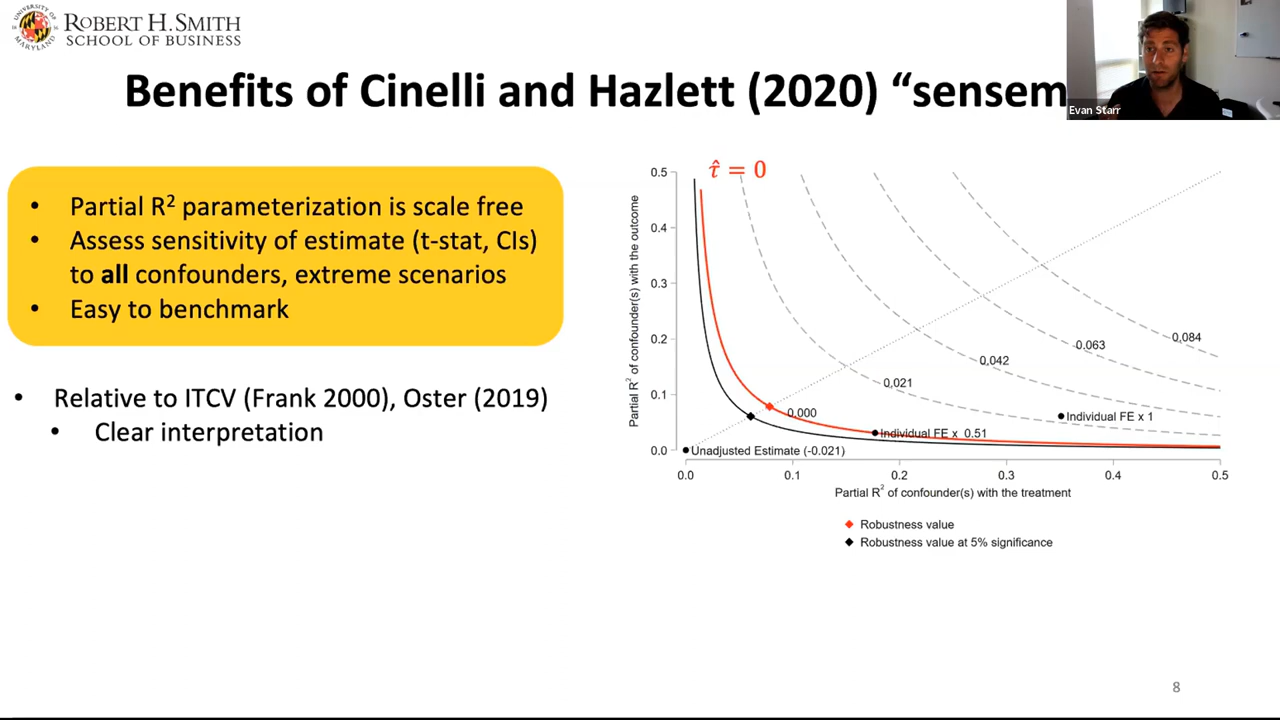 UNIVERSITY OF
MARYLAND
ROBERT H. SMITH
SCHOOL OF BUSINESS
Benefits of Cinelli and Hazlett (2020) “sensem
Evan Starr
• Partial R² parameterization is scale free
• Assess sensitivity of estimate (t-stat, CIs)
to all confounders, extreme scenarios
• Easy to benchmark
• Relative to ITCV (Frank 2000), Oster (2019)
• Clear interpretation
τ̂ = 0
Partial R² of confounder(s) with the outcome
0.5
0.4
0.3
0.2
0.1
0.0
0.084
0.063
0.042
0.021
0.000
Individual FE x 1
Individual FE x 0.51
Unadjusted Estimate (-0.021)
0.0 0.1 0.2 0.3 0.4 0.5
Partial R² of confounder(s) with the treatment
Robustness value
Robustness value at 5% significance
8